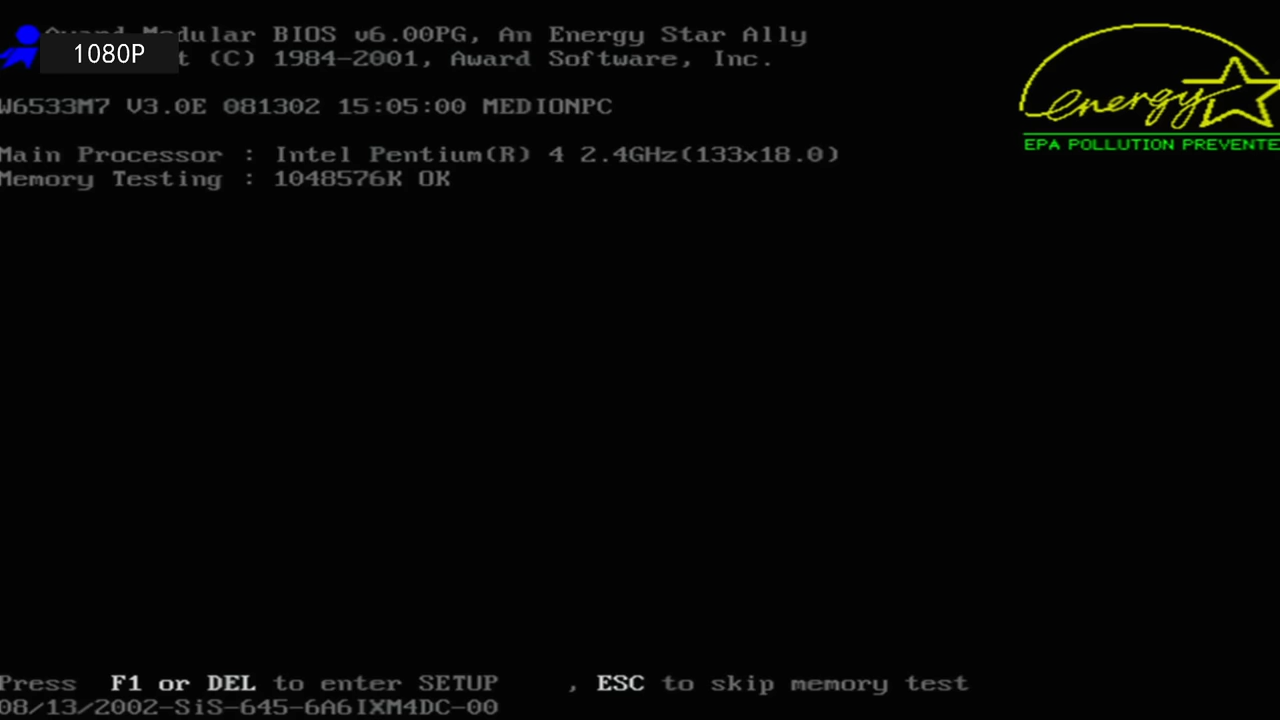 Modular BIOS v6.00PG, An Energy Star Ally
1080P
(C) 1984-2001, Award Software, Inc.
energy
W6533M7 V3.0E 081302 15:05:00 MEDIONPC
EPA POLLUTION PREVENTE
Main Processor : Intel Pentium(R) 4 2.4GHz(133x18.0)
Memory Testing : 1048576K OK
Press F1 or DEL to enter SETUP , ESC to skip memory test
08/13/2002-SiS-645-6A6IXM4DC-00